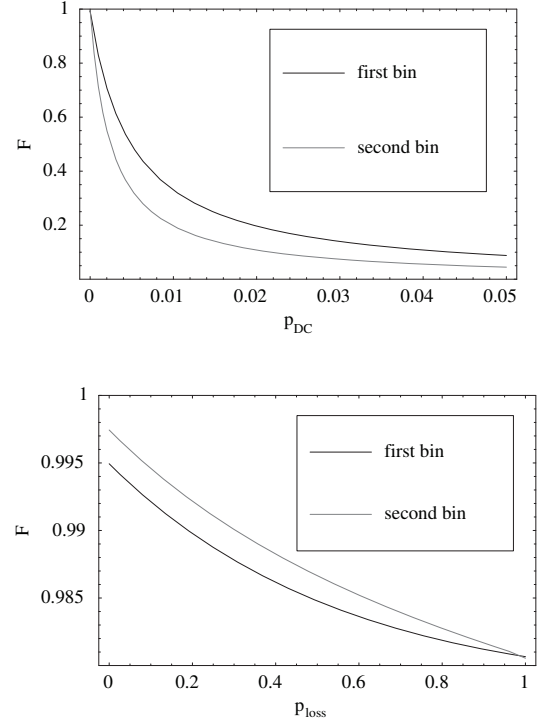 1
0.8
first bin
0.6
F
second bin
0.4
0.2
0 0.01 0.02 0.03 0.04 0.05
p_DC
1
first bin
0.995
second bin
F
0.99
0.985
0 0.2 0.4 0.6 0.8 1
p_loss